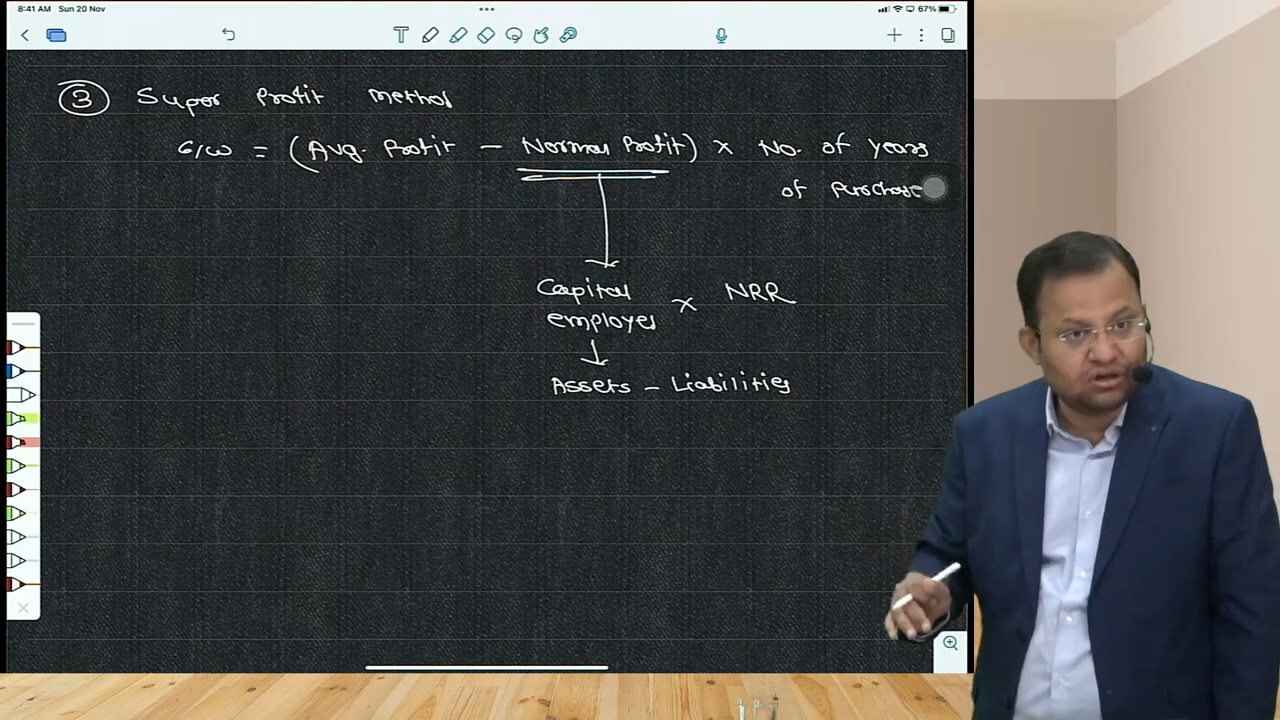 8:41 AM Sun 20 Nov
67%
3 Super Profit Method
G/W = (Avg. Profit - Normal Profit) x No. of years
of purchase
Capital
employed x NRR
Assets - Liabilities